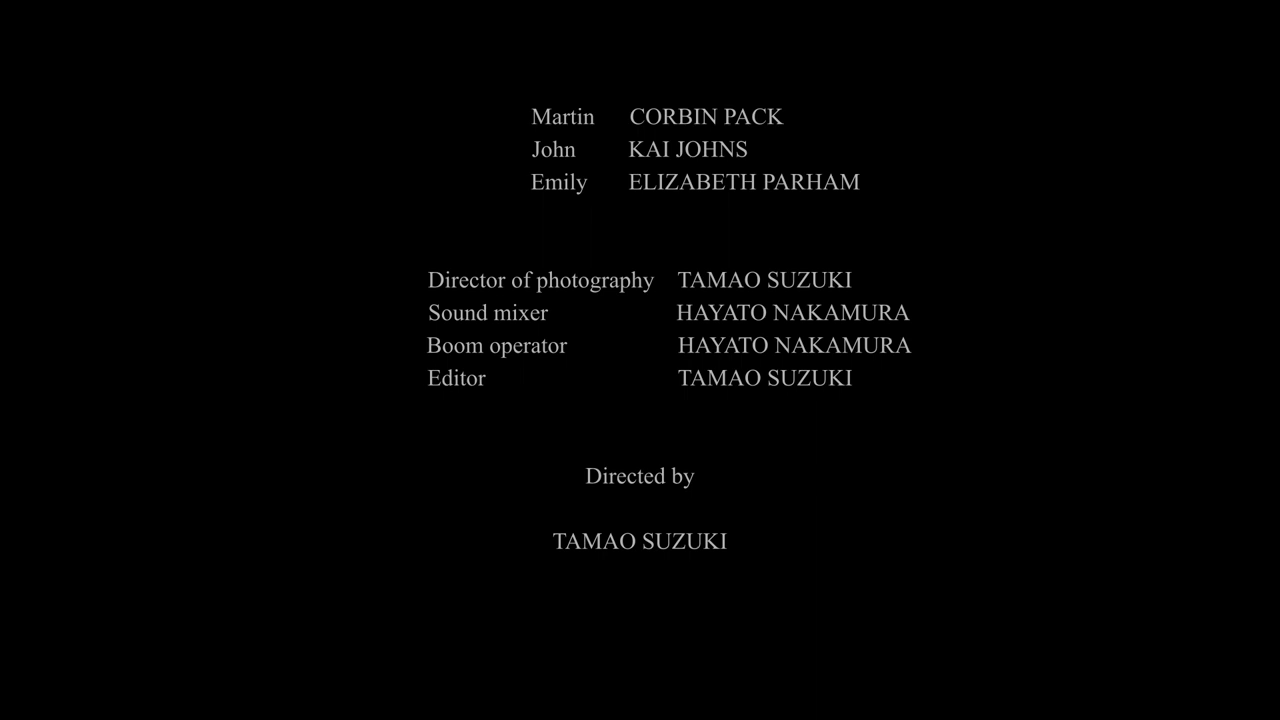 Martin CORBIN PACK
John KAI JOHNS
Emily ELIZABETH PARHAM
Director of photography TAMAO SUZUKI
Sound mixer HAYATO NAKAMURA
Boom operator HAYATO NAKAMURA
Editor TAMAO SUZUKI
Directed by
TAMAO SUZUKI